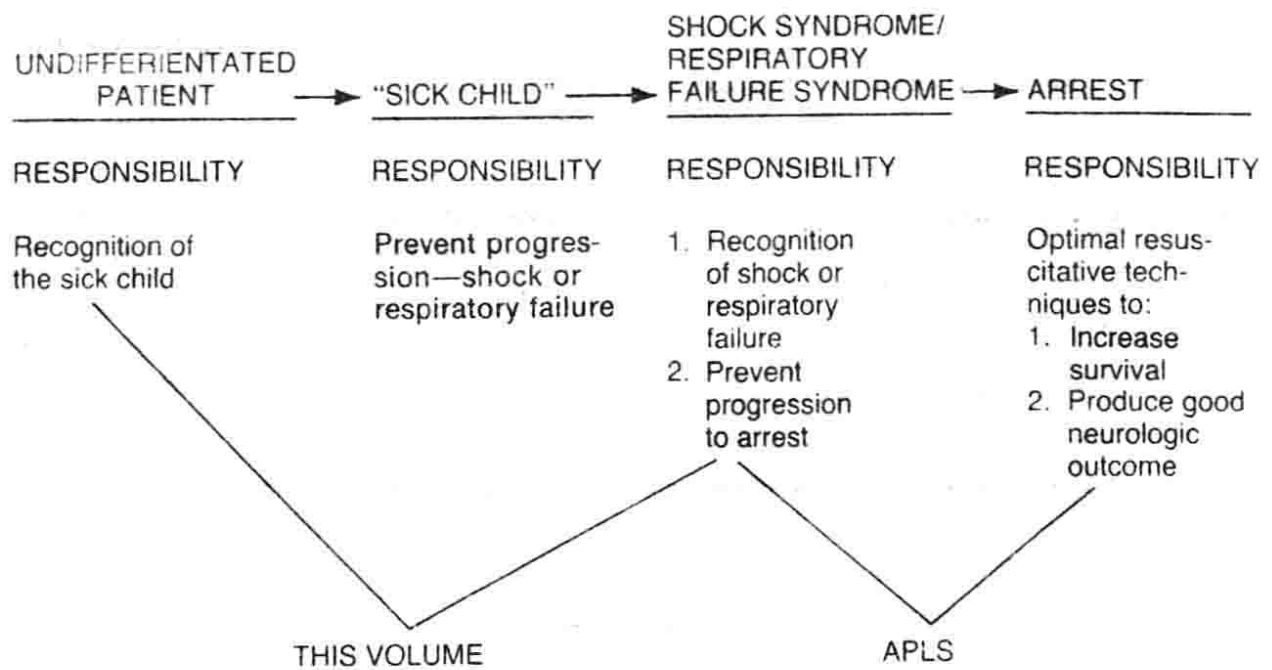 UNDIFFERIENTATED
PATIENT
"SICK CHILD"
SHOCK SYNDROME/
RESPIRATORY
FAILURE SYNDROME
ARREST
RESPONSIBILITY
Recognition of
the sick child
RESPONSIBILITY
Prevent progres-
sion—shock or
respiratory failure
RESPONSIBILITY
1. Recognition
of shock or
respiratory
failure
2. Prevent
progression
to arrest
RESPONSIBILITY
Optimal resus-
citative tech-
niques to:
1. Increase
survival
2. Produce good
neurologic
outcome
THIS VOLUME
APLS